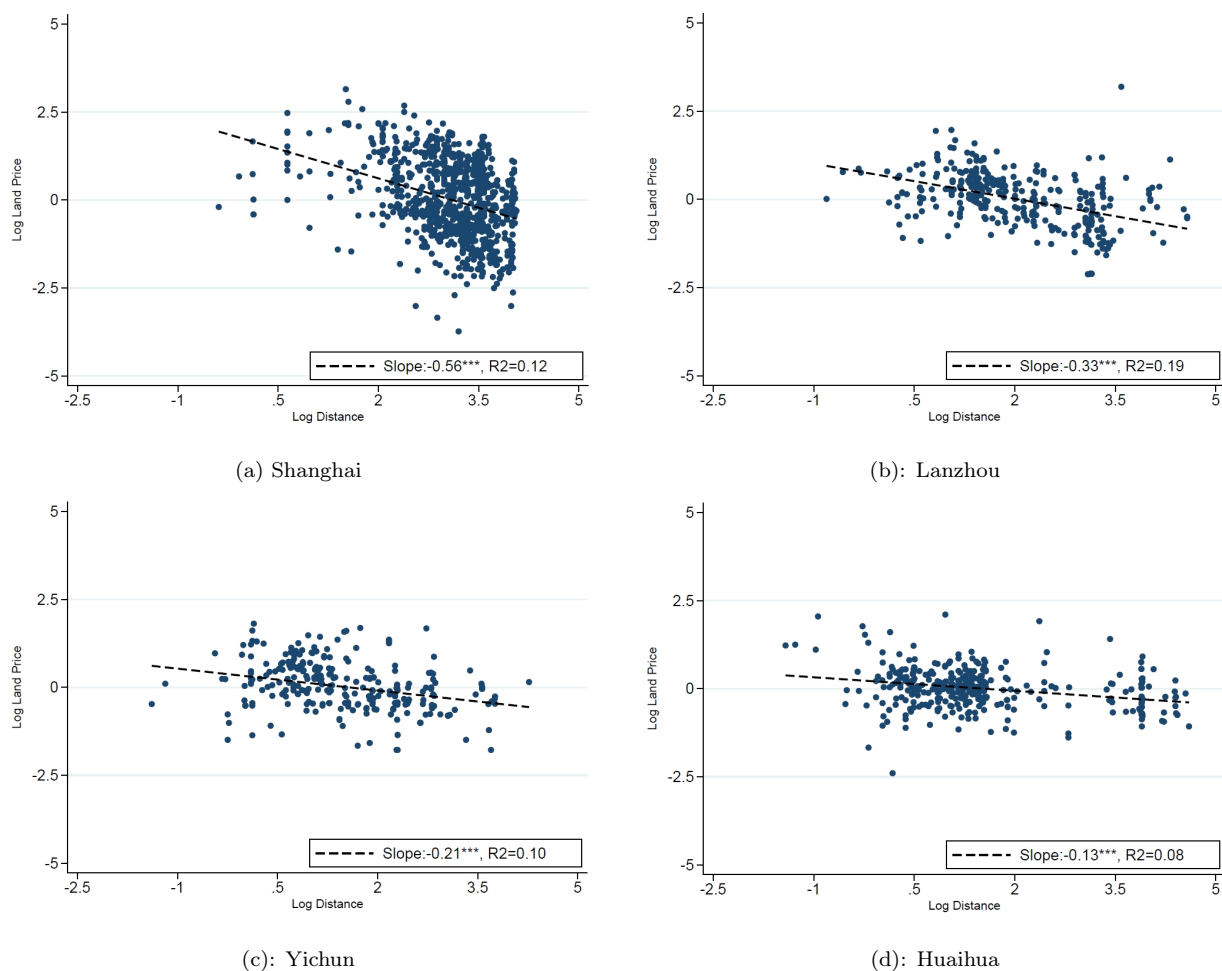 5
2.5
0
-2.5
-5
Log Land Price
-2.5 -1 .5 2 3.5 5
Log Distance
Slope:-0.56***, R2=0.12
(a) Shanghai
5
2.5
0
-2.5
-5
Log Land Price
-2.5 -1 .5 2 3.5 5
Log Distance
Slope:-0.33***, R2=0.19
(b): Lanzhou
5
2.5
0
-2.5
-5
Log Land Price
-2.5 -1 .5 2 3.5 5
Log Distance
Slope:-0.21***, R2=0.10
(c): Yichun
5
2.5
0
-2.5
-5
Log Land Price
-2.5 -1 .5 2 3.5 5
Log Distance
Slope:-0.13***, R2=0.08
(d): Huaihua